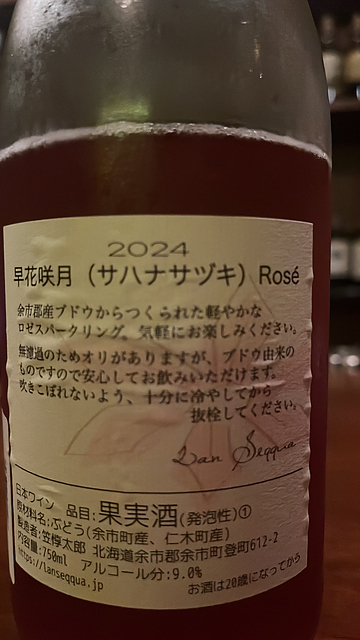 2024
早花咲月（サハナサヅキ）Rosé
余市郡産ブドウからつくられた軽やかな
ロゼスパークリング。気軽にお楽しみください。
無濾過のためオリがありますが、ブドウ由来の
ものですので安心してお飲みいただけます。
吹きこぼれないよう、十分に冷やしてから
抜栓してください。
Lan Seqqua
日本ワイン 品目:果実酒(発泡性)①
原材料名:ぶどう(余市町産、仁木町産)
製造者:笠惇太郎 北海道余市郡余市町登町612-2
内容量:750ml アルコール分:9.0%
https://lanseqqua.jp お酒は20歳になってから